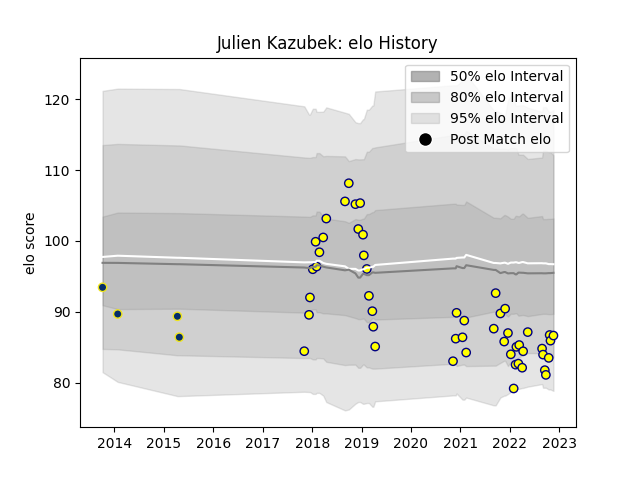 Julien Kazubek: elo History
50% elo Interval
80% elo Interval
95% elo Interval
Post Match elo
elo score
120
110
100
90
80
2014 2015 2016 2017 2018 2019 2020 2021 2022 2023